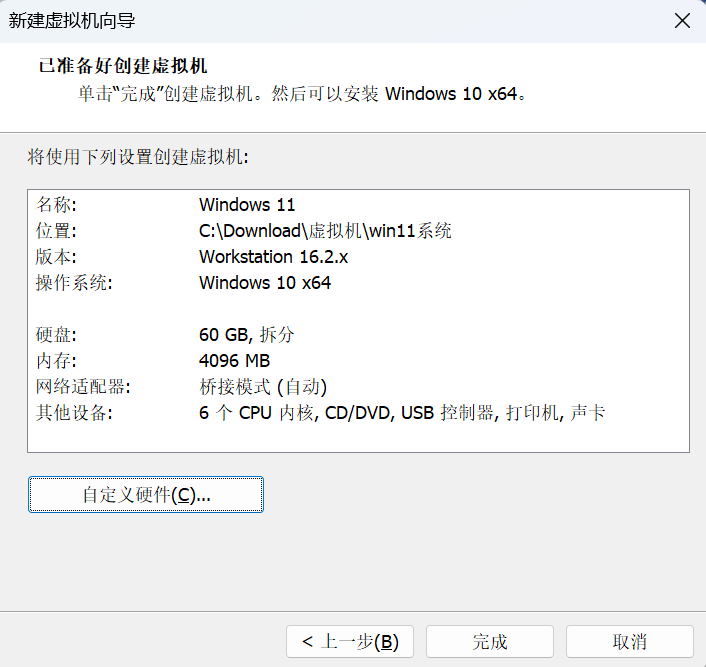 新建虚拟机向导
已准备好创建虚拟机
单击“完成”创建虚拟机。然后可以安装 Windows 10 x64。
将使用下列设置创建虚拟机:
名称: Windows 11
位置: C:\Download\虚拟机\win11系统
版本: Workstation 16.2.x
操作系统: Windows 10 x64
硬盘: 60 GB, 拆分
内存: 4096 MB
网络适配器: 桥接模式 (自动)
其他设备: 6 个 CPU 内核, CD/DVD, USB 控制器, 打印机, 声卡
自定义硬件(C)...
< 上一步(B) 完成 取消